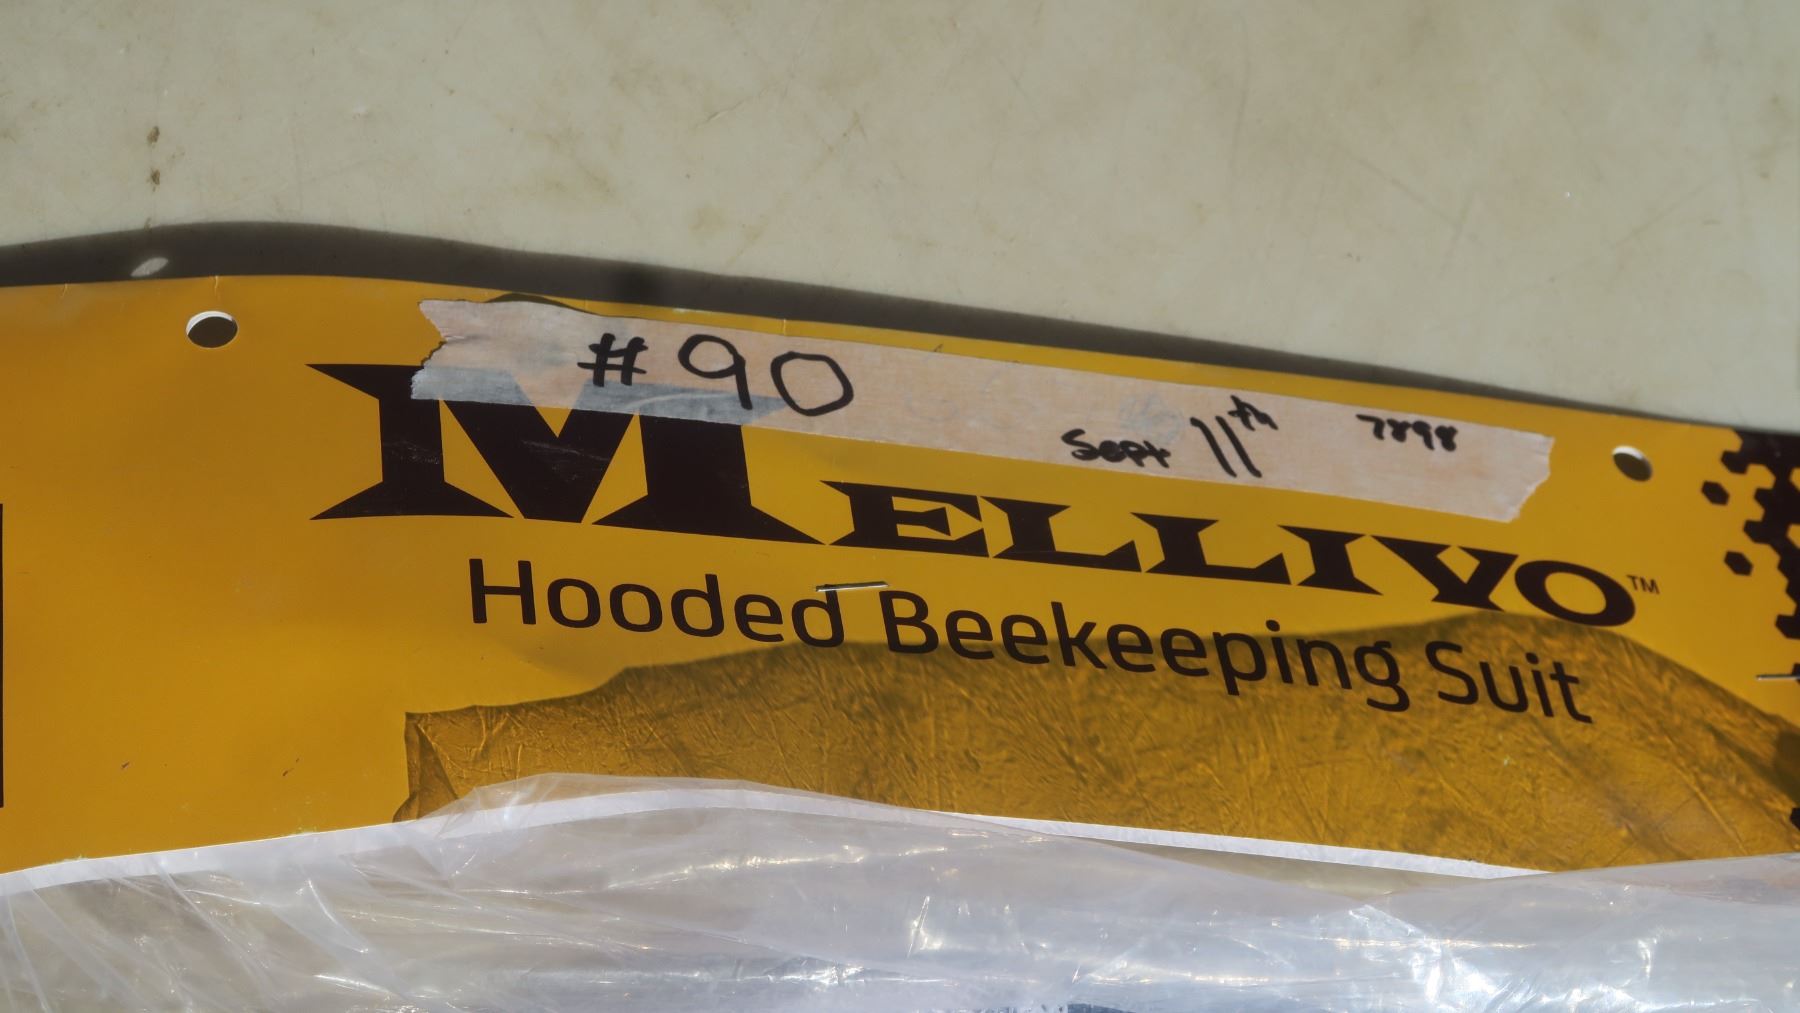 #90 Sept 11th 7898
MELLIVO™
Hooded Beekeeping Suit